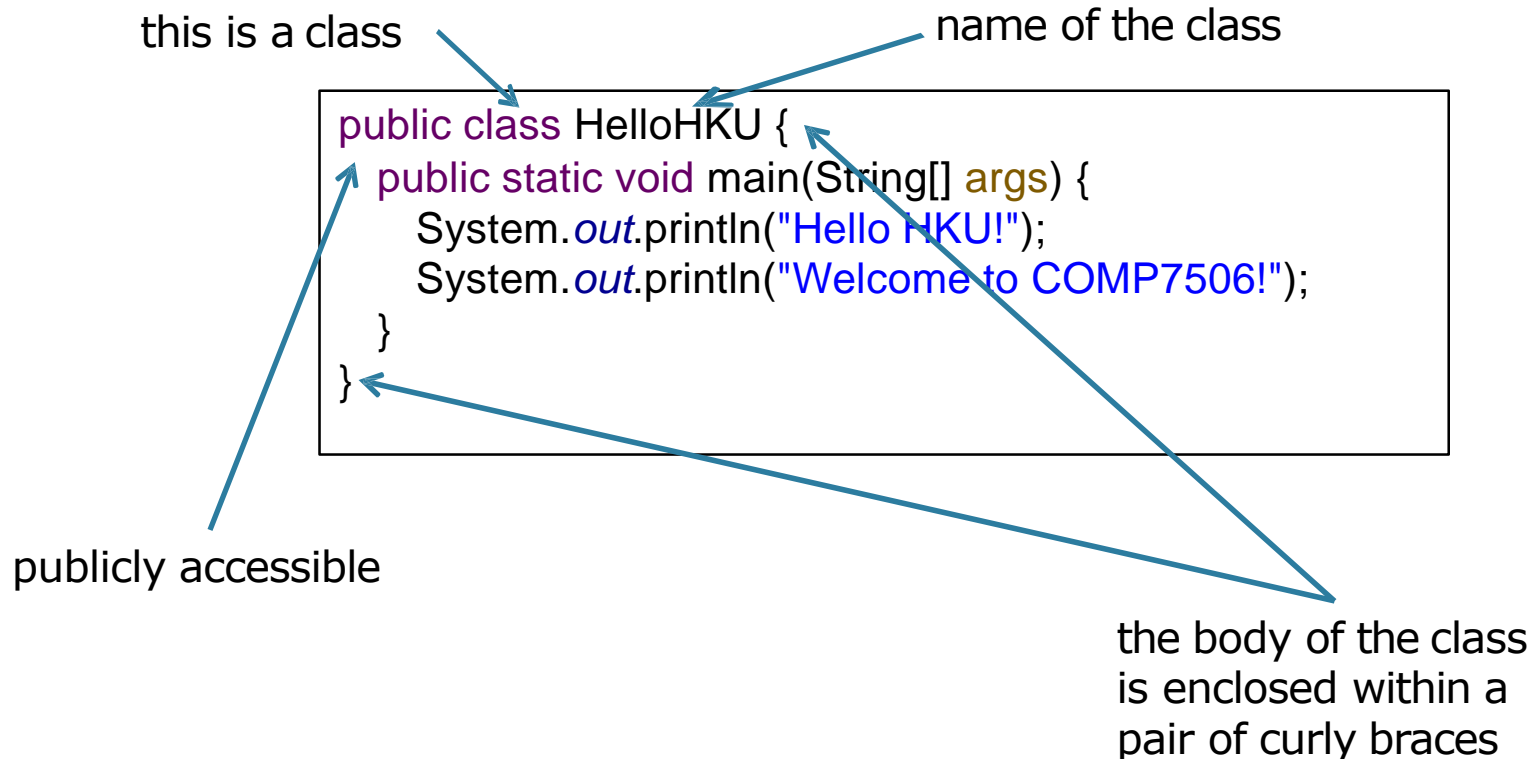 this is a class
name of the class
public class HelloHKU {
public static void main(String[] args) {
System.out.println("Hello HKU!");
System.out.println("Welcome to COMP7506!");
}
}
publicly accessible
the body of the class
is enclosed within a
pair of curly braces